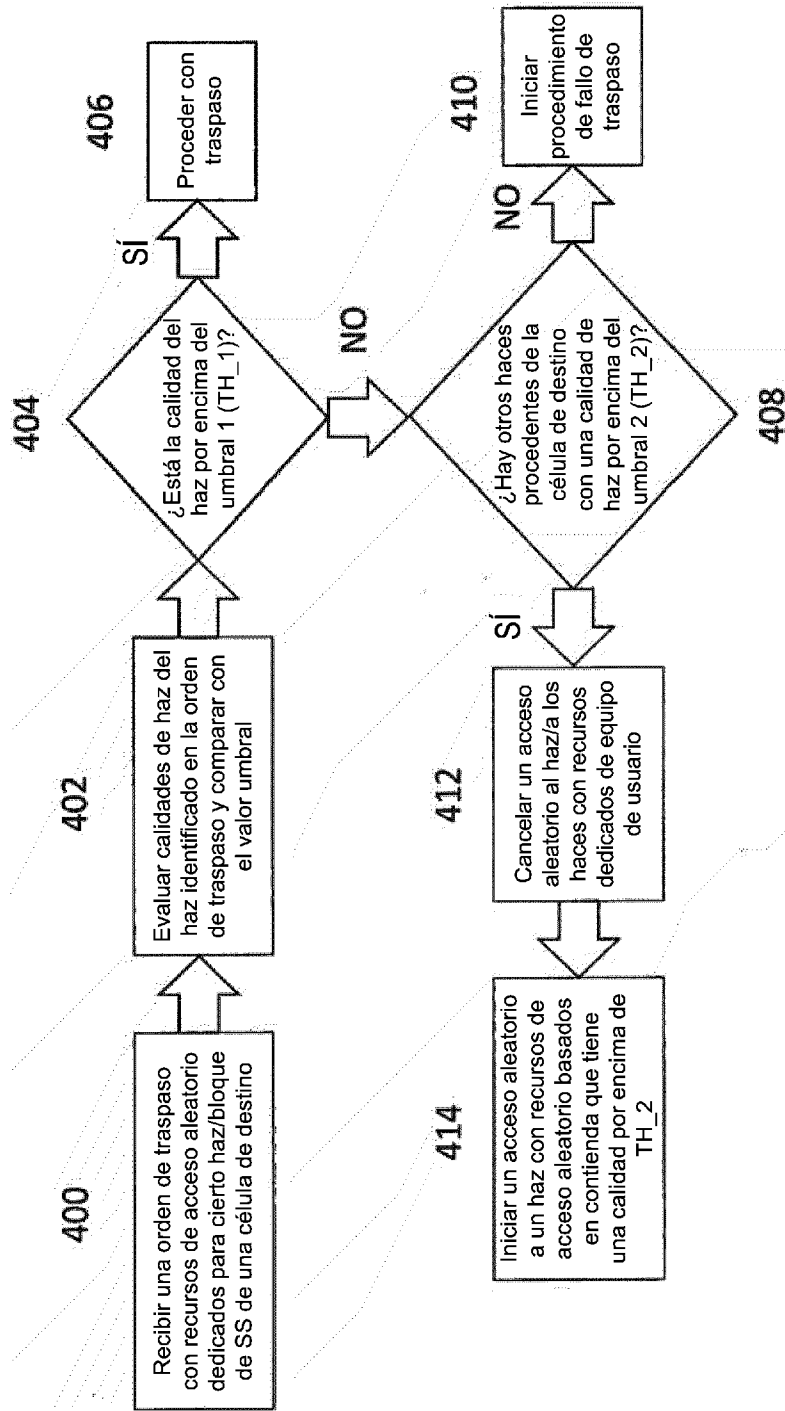 400
Recibir una orden de traspaso
con recursos de acceso aleatorio
dedicados para cierto haz/bloque
de SS de una célula de destino
402
Evaluar calidades de haz del
haz identificado en la orden
de traspaso y comparar con
el valor umbral
404
¿Está la calidad del
haz por encima del
umbral 1 (TH_1)?
SÍ
406
Proceder con
traspaso
NO
¿Hay otros haces
procedentes de la
célula de destino
con una calidad de
haz por encima del
umbral 2 (TH_2)?
408
NO
410
Iniciar
procedimiento
de fallo de
traspaso
SÍ
412
Cancelar un acceso
aleatorio al haz/a los
haces con recursos
dedicados de equipo
de usuario
414
Iniciar un acceso aleatorio
a un haz con recursos de
acceso aleatorio basados
en contienda que tiene
una calidad por encima de
TH_2